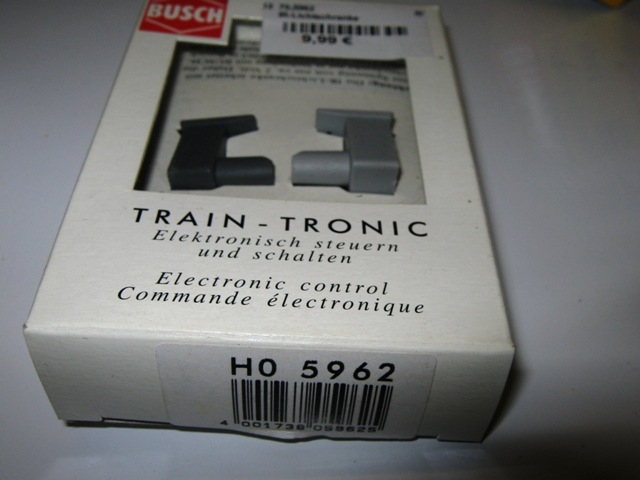 BUSCH
9,99 €
TRAIN - TRONIC
Elektronisch steuern
und schalten
Electronic control
Commande électronique
H0 5962
4 001738 059625